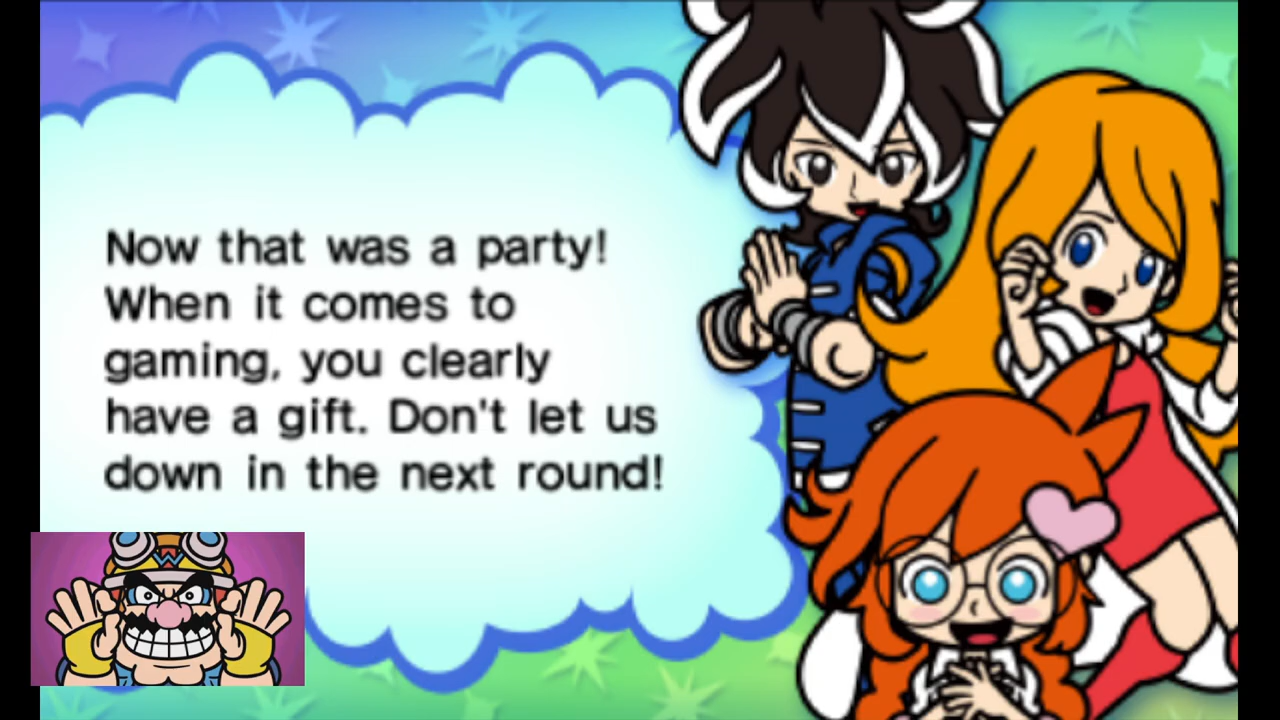 Now that was a party!
When it comes to
gaming, you clearly
have a gift. Don't let us
down in the next round!